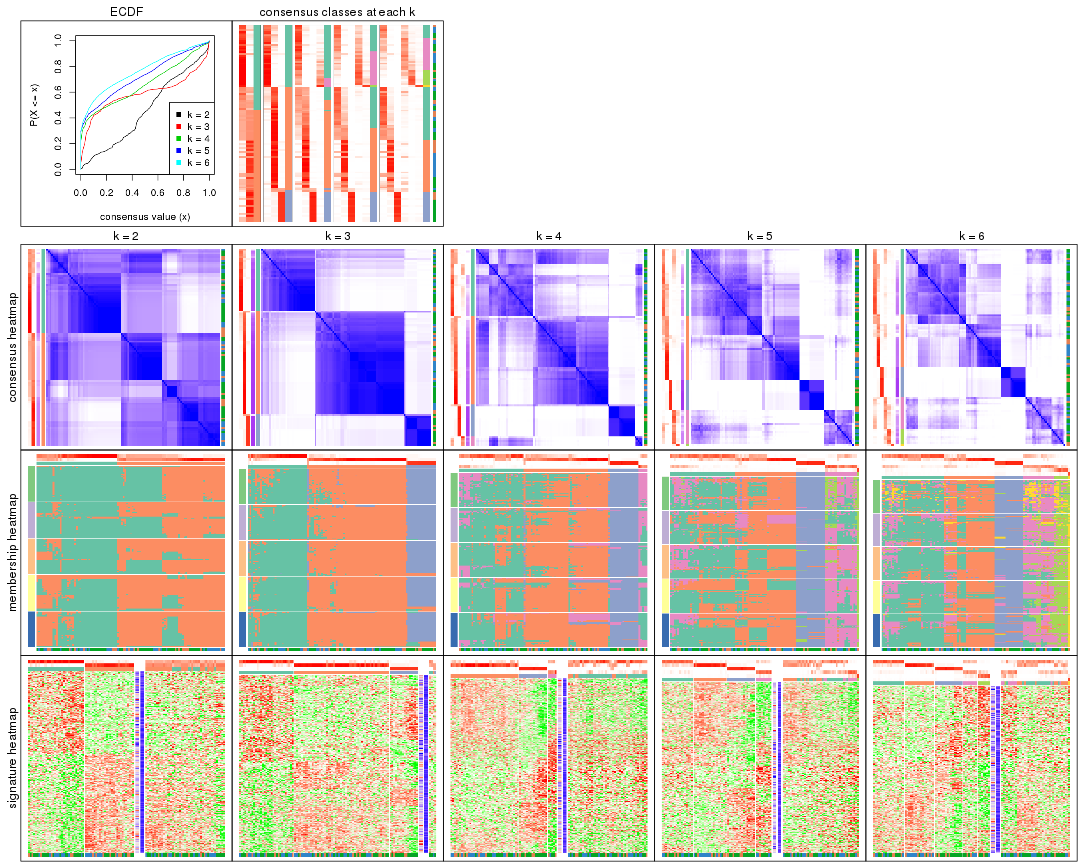 ECDF
consensus classes at each k
P(X <= x)
0.0 0.2 0.4 0.6 0.8 1.0
k = 2
k = 3
k = 4
k = 5
k = 6
0.0 0.2 0.4 0.6 0.8 1.0
consensus value (x)
k = 2
k = 3
k = 4
k = 5
k = 6
consensus heatmap
membership heatmap
signature heatmap